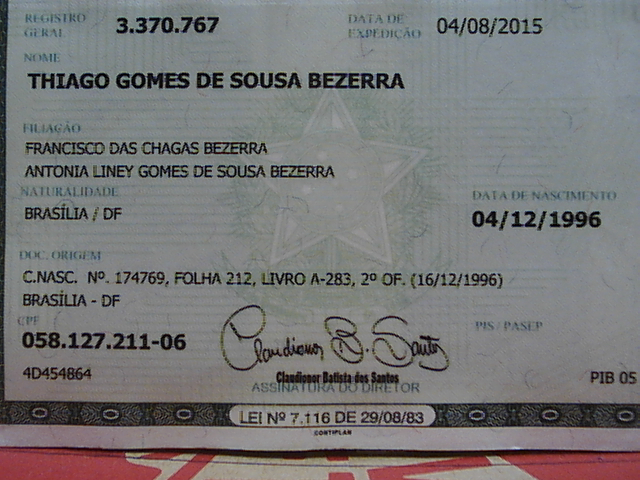 REGISTRO GERAL 3.370.767 DATA DE EXPEDIÇÃO 04/08/2015
NOME
THIAGO GOMES DE SOUSA BEZERRA
FILIAÇÃO
FRANCISCO DAS CHAGAS BEZERRA
ANTONIA LINEY GOMES DE SOUSA BEZERRA
NATURALIDADE DATA DE NASCIMENTO
BRASÍLIA / DF 04/12/1996
DOC. ORIGEM
C.NASC. Nº. 174769, FOLHA 212, LIVRO A-283, 2º OF. (16/12/1996)
BRASÍLIA - DF
CPF PIS / PASEP
058.127.211-06 Claudionor B. Santos
4D454864 Claudionor Batista dos Santos PIB 05
ASSINATURA DO DIRETOR
LEI Nº 7.116 DE 29/08/83
CONTIPLAN